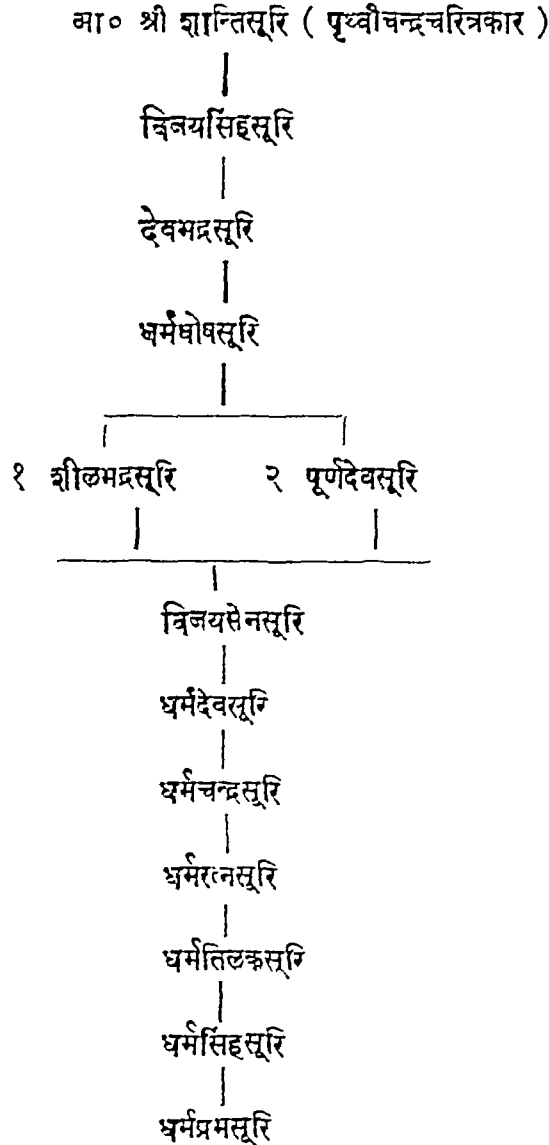 आ० श्री शान्तिसूरि ( पृथ्वीचन्द्रचरित्रकार )
विजयसिंहसूरि
देवभद्रसूरि
धर्मघोषसूरि
१ शीलभद्रसूरि २ पूर्णदेवसूरि
विजयसेनसूरि
धर्मदेवसूरि
धर्मचन्द्रसूरि
धर्मरत्नसूरि
धर्मतिलकसूरि
धर्मसिंहसूरि
धर्मप्रभसूरि